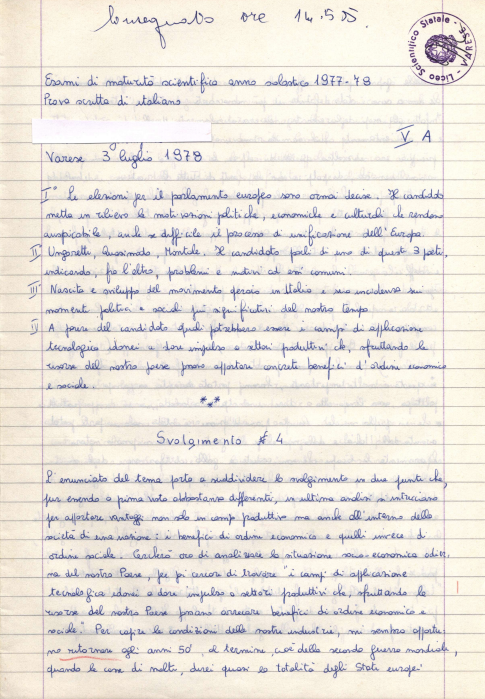 Consegnato ore 14.55
Liceo Scientifico Statale - VARESE -
Esami di maturità scientifica anno scolastico 1977-78
Prova scritta di italiano
V A
Varese 3 luglio 1978
I° Le elezioni per il parlamento europeo sono ormai decise. Il candidato
metta in rilievo le motivazioni politiche, economiche e culturali che rendono
auspicabile, anche se difficile il processo di unificazione dell'Europa.
II° Ungaretti, Quasimodo, Montale. Il candidato parli di uno di questi 3 poeti,
indicando, fra l'altro, problemi e motivi ad essi comuni.
III° Nascita e sviluppo del movimento operaio in Italia e sua incidenza sui
momenti politici e sociali più significativi del nostro tempo.
IV A parere del candidato quali potrebbero essere i campi di applicazione
tecnologica idonei a dare impulso a settori produttivi che, sfruttando le
risorse del nostro paese possano apportare concreti benefici d'ordine economico
e sociale.
***
Svolgimento # 4
L'enunciato del tema porta a suddividere lo svolgimento in due punti che,
pur essendo a prima vista abbastanza differenti, in ultima analisi si intrecciano
per apportare vantaggi non solo in campo produttivo ma anche all'interno della
società di una nazione: i benefici di ordine economico e quelli invece di
ordine sociale. Cercherò ora di analizzare la situazione socio-economica odier-
na del nostro Paese, per poi cercare di trovare "i campi di applicazione
tecnologica idonei a dare impulso a settori produttivi che, sfruttando le
risorse del nostro Paese possano arrecare benefici di ordine economico e
sociale." Per capire le condizioni delle nostre industrie, mi sembra opportu-
no ritornare agli anni 50', al termine, cioè della seconda guerra mondiale,
quando le case di molti, direi quasi la totalità degli Stati europei